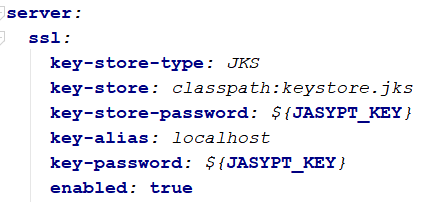 server:
ssl:
key-store-type: JKS
key-store: classpath:keystore.jks
key-store-password: ${JASYPT_KEY}
key-alias: localhost
key-password: ${JASYPT_KEY}
enabled: true